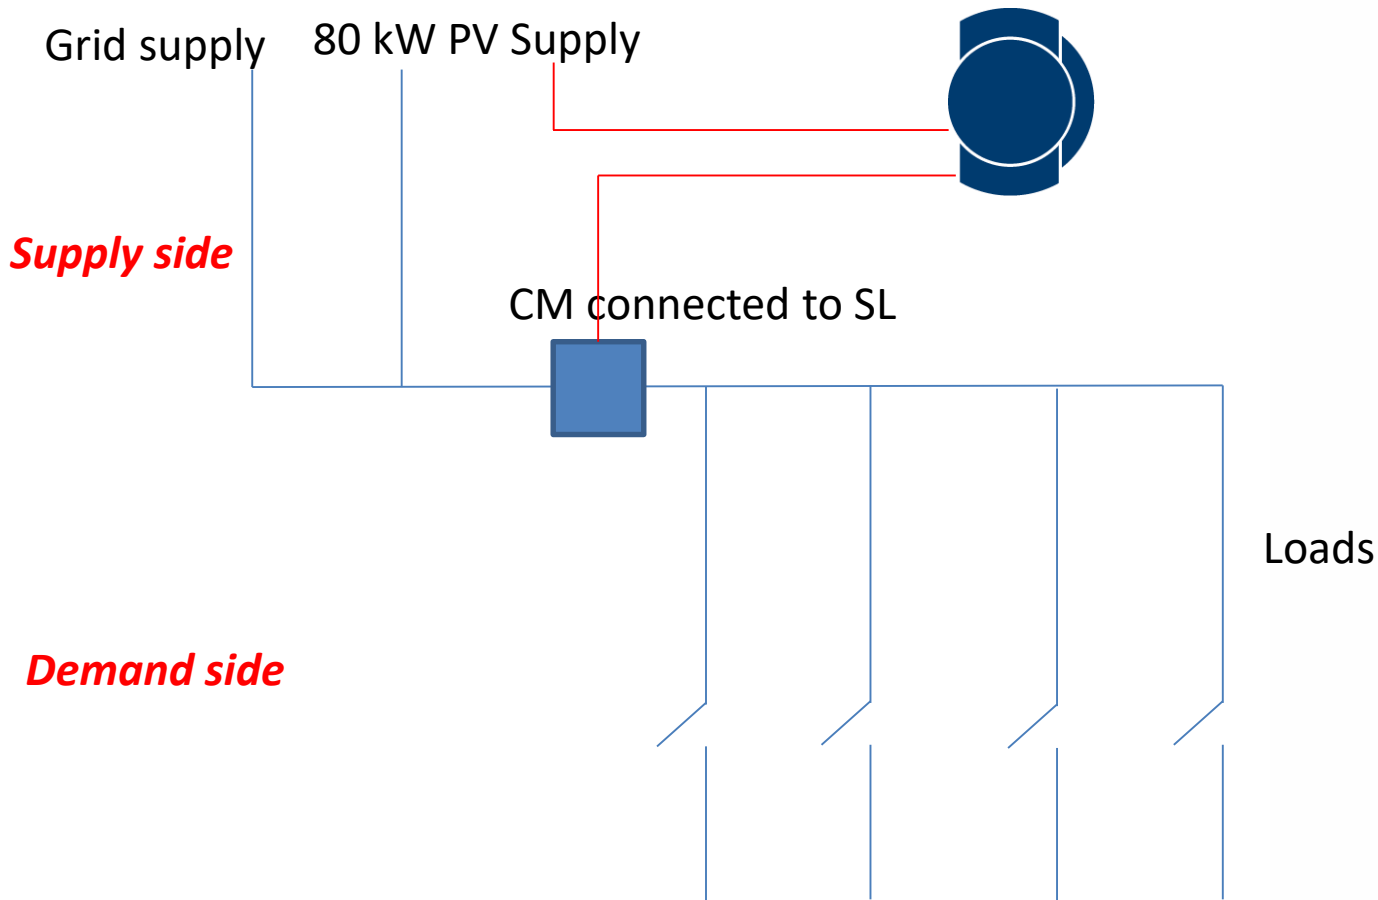 Grid supply
80 kW PV Supply
Supply side
CM connected to SL
Loads
Demand side